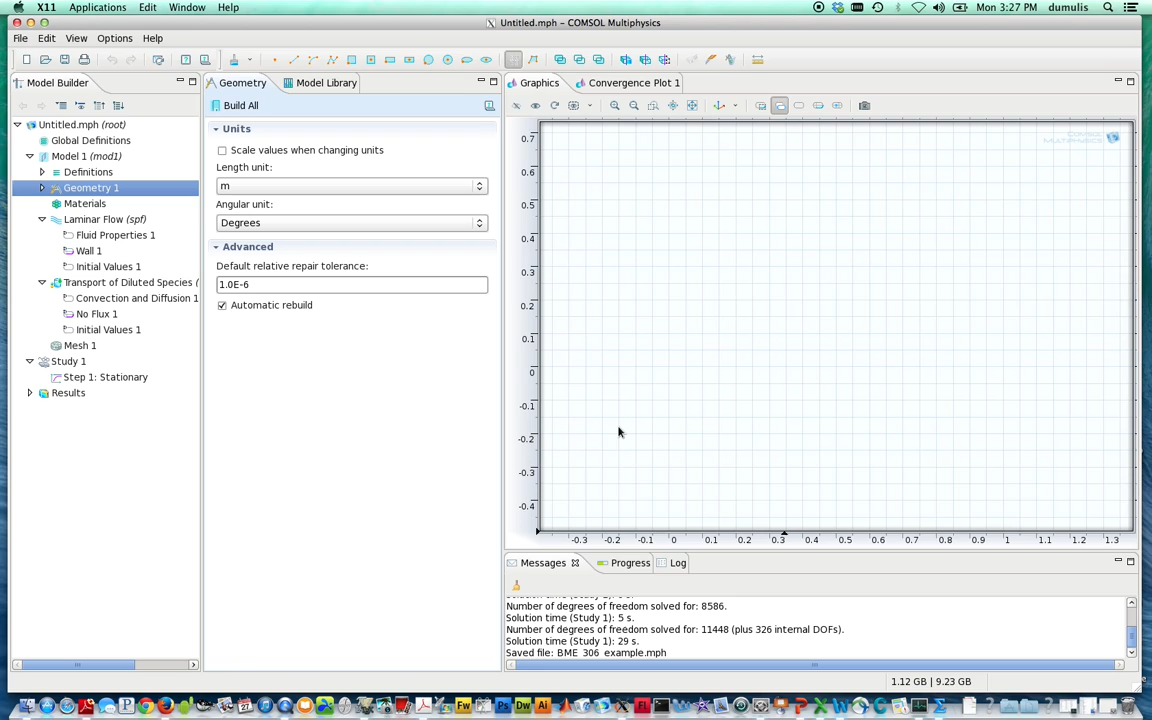 X11 Applications Edit Window Help Mon 3:27 PM dumulis
Untitled.mph – COMSOL Multiphysics
File Edit View Options Help
Model Builder
Geometry Model Library
Graphics Convergence Plot 1
Build All
Untitled.mph (root)
Global Definitions
Model 1 (mod1)
Definitions
Geometry 1
Materials
Laminar Flow (spf)
Fluid Properties 1
Wall 1
Initial Values 1
Transport of Diluted Species (
Convection and Diffusion 1
No Flux 1
Initial Values 1
Mesh 1
Study 1
Step 1: Stationary
Results
Units
Scale values when changing units
Length unit:
m
Angular unit:
Degrees
Advanced
Default relative repair tolerance:
1.0E-6
Automatic rebuild
COMSOL
MULTIPHYSICS
0.7
0.6
0.5
0.4
0.3
0.2
0.1
0
-0.1
-0.2
-0.3
-0.4
-0.3 -0.2 -0.1 0 0.1 0.2 0.3 0.4 0.5 0.6 0.7 0.8 0.9 1 1.1 1.2 1.3
Messages Progress Log
Number of degrees of freedom solved for: 8586.
Solution time (Study 1): 5 s.
Number of degrees of freedom solved for: 11448 (plus 326 internal DOFs).
Solution time (Study 1): 29 s.
Saved file: BME_306_example.mph
1.12 GB | 9.23 GB
Fw Ps Dw Ai Fl